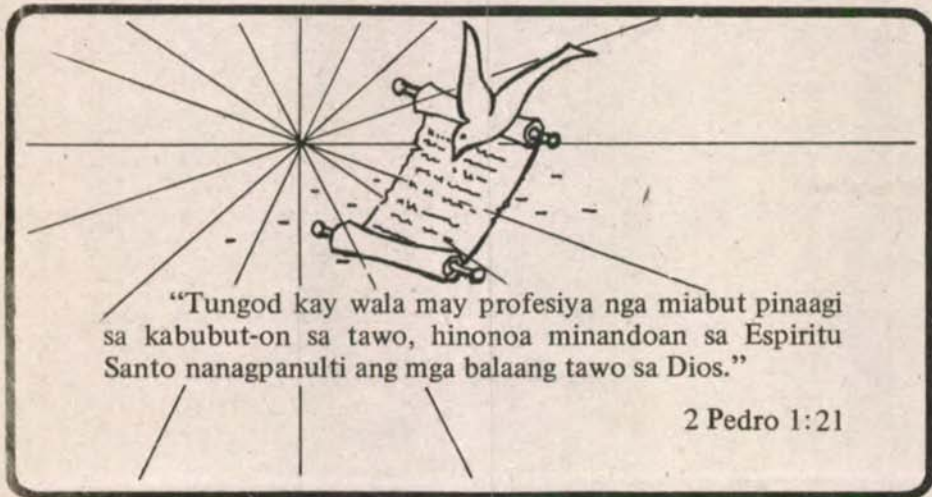 “Tungod kay wala may profesiya nga miabut pinaagi
sa kabubut-on sa tawo, hinonoa minandoan sa Espiritu
Santo nanagpanulti ang mga balaang tawo sa Dios.”
2 Pedro 1:21